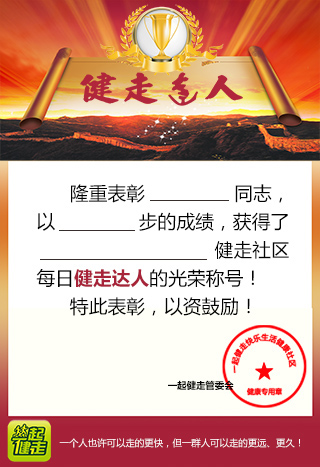 健走达人
隆重表彰 ________ 同志，
以 ________ 步的成绩，获得了
________________ 健走社区
每日健走达人的光荣称号！
特此表彰，以资鼓励！
一起健走快乐生活健康社区
健康专用章
一起健走管委会
一起
健走
一个人也许可以走的更快，但一群人可以走的更远、更久！